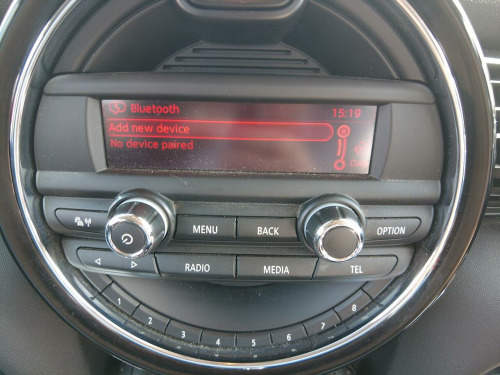 Bluetooth 15:19
Add new device
No device paired
MENU BACK OPTION
RADIO MEDIA TEL
1 2 3 4 5 6 7 8